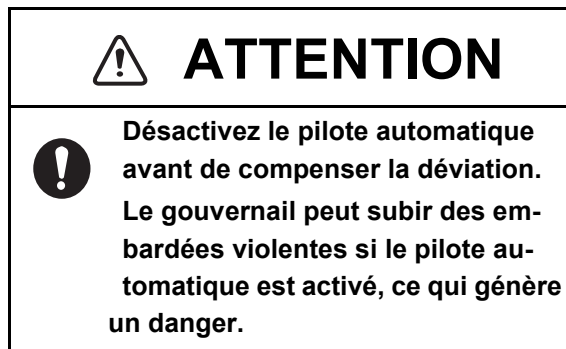 ATTENTION
Désactivez le pilote automatique
avant de compenser la déviation.
Le gouvernail peut subir des em-
bardées violentes si le pilote au-
tomatique est activé, ce qui génère
un danger.